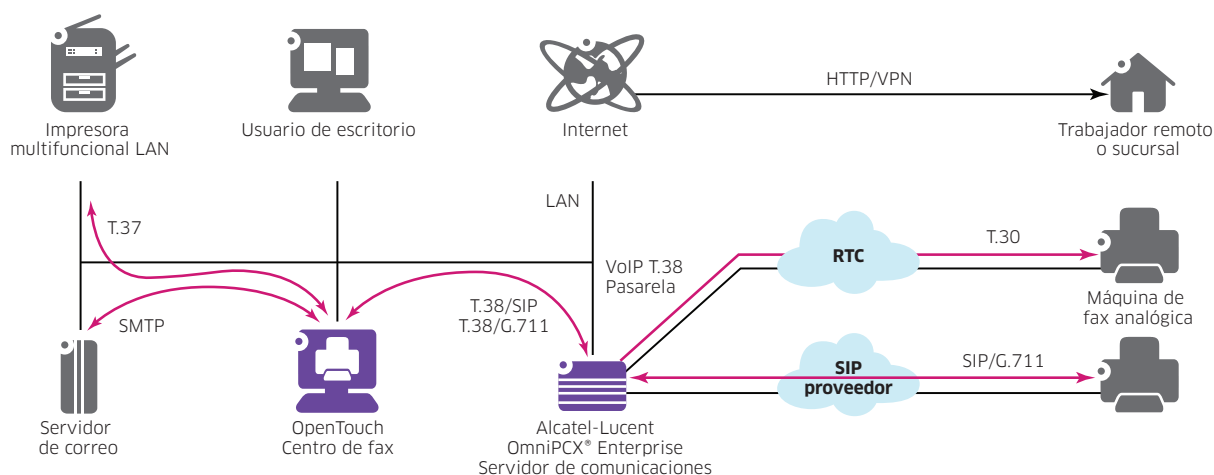 HTTP/VPN
Impresora
multifuncional LAN
Usuario de escritorio
Internet
Trabajador remoto
o sucursal
LAN
T.37
VoIP T.38
Pasarela
RTC
T.30
Máquina de
fax analógica
SMTP
T.38/SIP
T.38/G.711
SIP
proveedor
SIP/G.711
Servidor
de correo
OpenTouch
Centro de fax
Alcatel-Lucent
OmniPCX® Enterprise
Servidor de comunicaciones